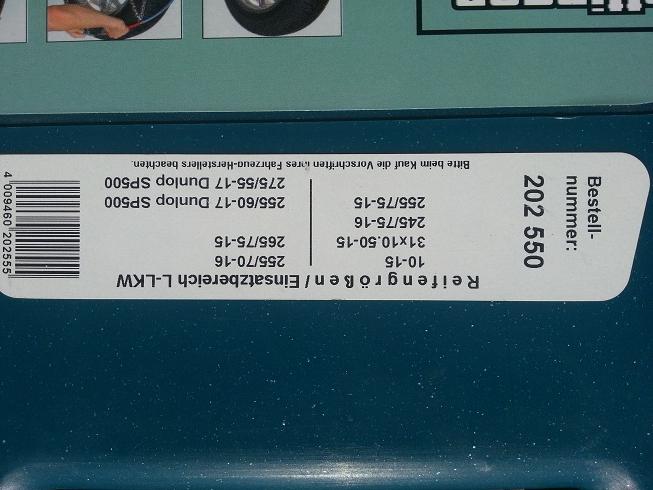 Bestell-
nummer:
202 550
Reifengrößen / Einsatzbereich L-LKW
10-15
31x10.50-15
245/75-16
255/75-15
255/70-16
265/75-15
255/60-17 Dunlop SP500
275/55-17 Dunlop SP500
Bitte beim Kauf die Vorschriften ihres Fahrzeug-Herstellers beachten.
4 009460 202555